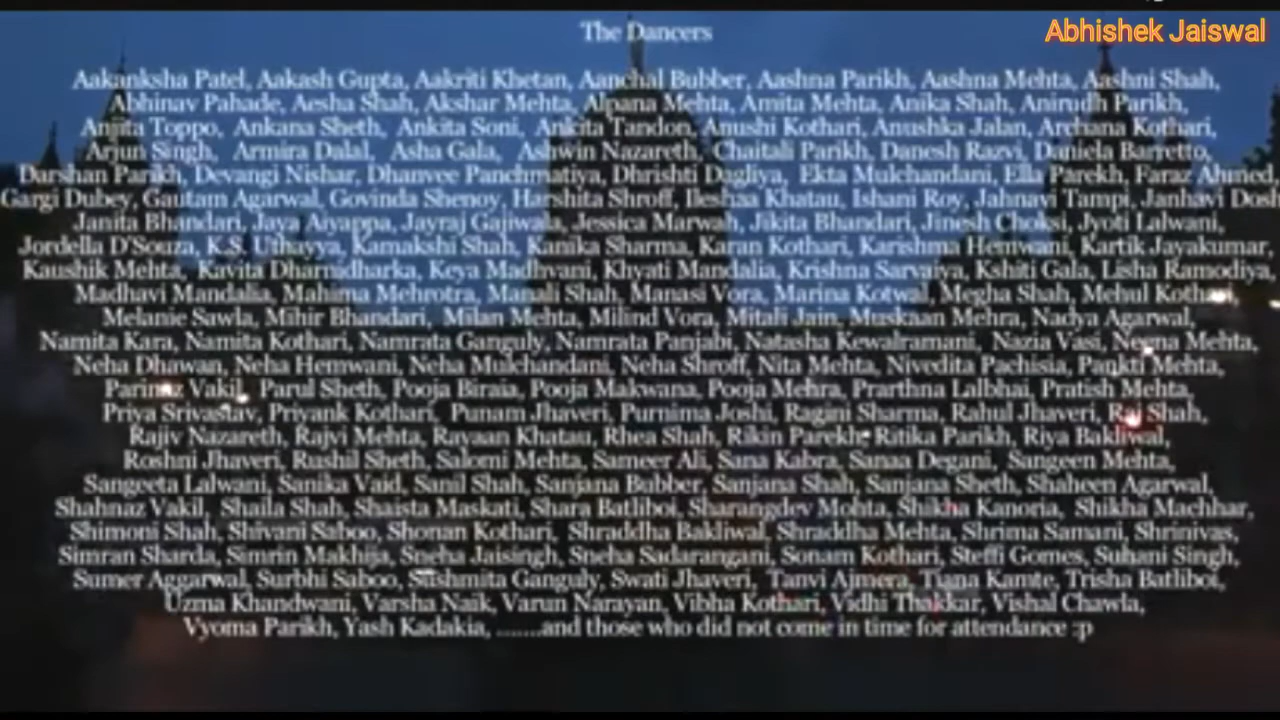 Abhishek Jaiswal
The Dancers
Aakanksha Patel, Aakash Gupta, Aakriti Khetan, Aanchal Bubber, Aashna Parikh, Aashna Mehta, Aashni Shah,
Abhinav Pahade, Aesha Shah, Akshar Mehta, Alpana Mehta, Amita Mehta, Anika Shah, Anirudh Parikh,
Anjita Toppo, Ankana Sheth, Ankita Soni, Ankita Tandon, Anushi Kothari, Anushka Jalan, Archana Kothari,
Arjun Singh, Armira Dalal, Asha Gala, Ashwin Nazareth, Chaitali Parikh, Danesh Razvi, Daniela Barretto,
Darshan Parikh, Devangi Nishar, Dhanvee Panchmatiya, Dhrishti Dagliya, Ekta Mulchandani, Ella Parekh, Faraz Ahmed,
Gargi Dubey, Gautam Agarwal, Govinda Shenoy, Harshita Shroff, Ileshaa Khatau, Ishani Roy, Jahnavi Tampi, Janhavi Dosh
Janita Bhandari, Jaya Aiyappa, Jayraj Gajwani, Jessica Marwah, Jikita Bhandari, Jinesh Choksi, Jyoti Lalwani,
Jordella D'Souza, K.S. Uthayya, Kamakshi Shah, Kanika Sharma, Karan Kothari, Karishma Hemwani, Kartik Jayakumar,
Kaushik Mehta, Kavita Dharnidharka, Keya Madhvani, Khyati Mandalia, Krishna Sarvaiya, Kshiti Gala, Lisha Ramodiya,
Madhavi Mandalia, Mahima Mehrotra, Manali Shah, Manasi Vora, Marina Kotwal, Megha Shah, Mehul
Melanie Sawla, Mihir Bhandari, Milan Mehta, Milind Vora, Mitali Jain, Muskaan Mehra, Nadya Agarwal,
Namita Kara, Namita Kothari, Namrata Ganguly, Namrata Panjabi, Natasha Kewalramani, Nazia Vasi, Mehta,
Neha Dhawan, Neha Hemwani, Neha Mulchandani, Neha Shroff, Nita Mehta, Nivedita Pachisia, Pankti Mehta,
Parinaz Vakil, Parul Sheth, Pooja Biraia, Pooja Makwana, Pooja Mehra, Prarthna Lalbhai, Pratish Mehta,
Priya Srivastav, Priyank Kothari, Punam Jhaveri, Purnima Joshi, Ragini Sharma, Rahul Jhaveri, Raj Shah,
Rajiv Nazareth, Rajvi Mehta, Rayaan Khatau, Rhea Shah, Rikin Parekh, Ritika Parikh, Riya Bakliwal,
Roshni Jhaveri, Rushil Sheth, Salomi Mehta, Sameer Ali, Sana Kabra, Sanaa Degani, Sangeen Mehta,
Sangeeta Lalwani, Sanika Vaid, Sanil Shah, Sanjana Bubber, Sanjana Shah, Sanjana Sheth, Shaheen Agarwal,
Shahnaz Vakil, Shaila Shah, Shaista Maskati, Shara Batliboi, Sharangdev Mohta, Shikha Kanoria, Shikha Machhar,
Shimoni Shah, Shivani Saboo, Shonan Kothari, Shraddha Bakliwal, Shraddha Mehta, Shrima Samani, Shrinivas,
Simran Sharda, Simrin Makhija, Sneha Jaisingh, Sneha Sadarangani, Sonam Kothari, Steffi Gomes, Suhani Singh,
Sumer Aggarwal, Surbhi Saboo, Sushmita Ganguly, Swati Jhaveri, Tanvi Ajmera, Tiana Kamte, Trisha Batliboi,
Uzma Khandwani, Varsha Naik, Varun Narayan, Vibha Kothari, Vidhi Thakkar, Vishal Chawla,
Vyoma Parikh, Yash Kadakia, .......and those who did not come in time for attendance ;p